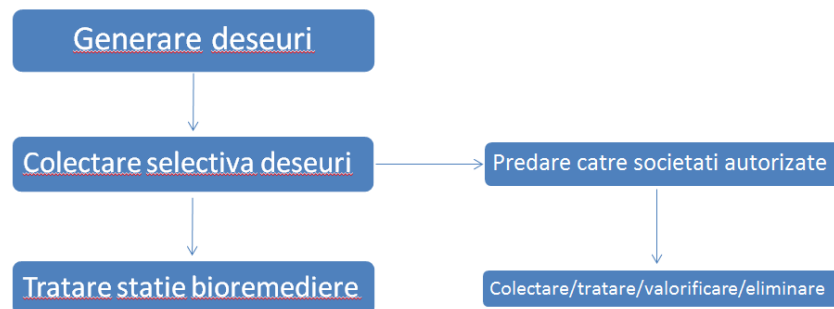 Generare deseuri
Colectare selectiva deseuri
Predare catre societati autorizate
Tratare statie bioremediere
Colectare/tratare/valorificare/eliminare